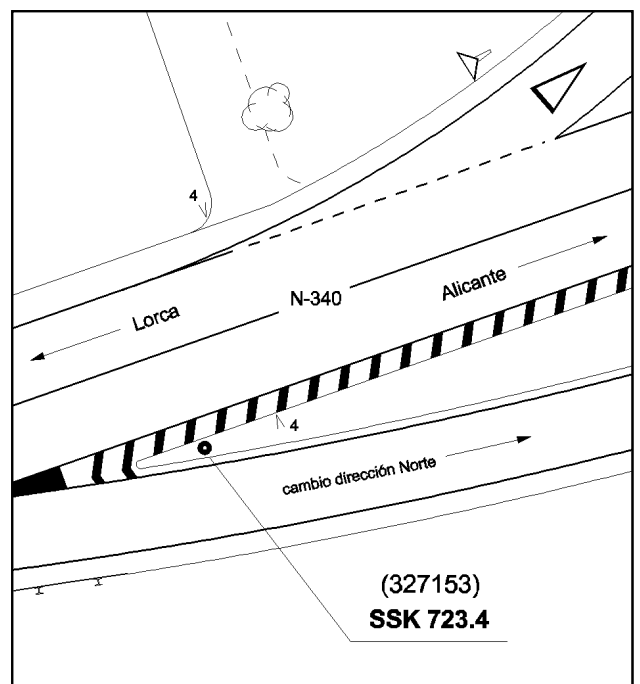 4
N-340
Alicante
Lorca
4
cambio dirección Norte
(327153)
SSK 723.4